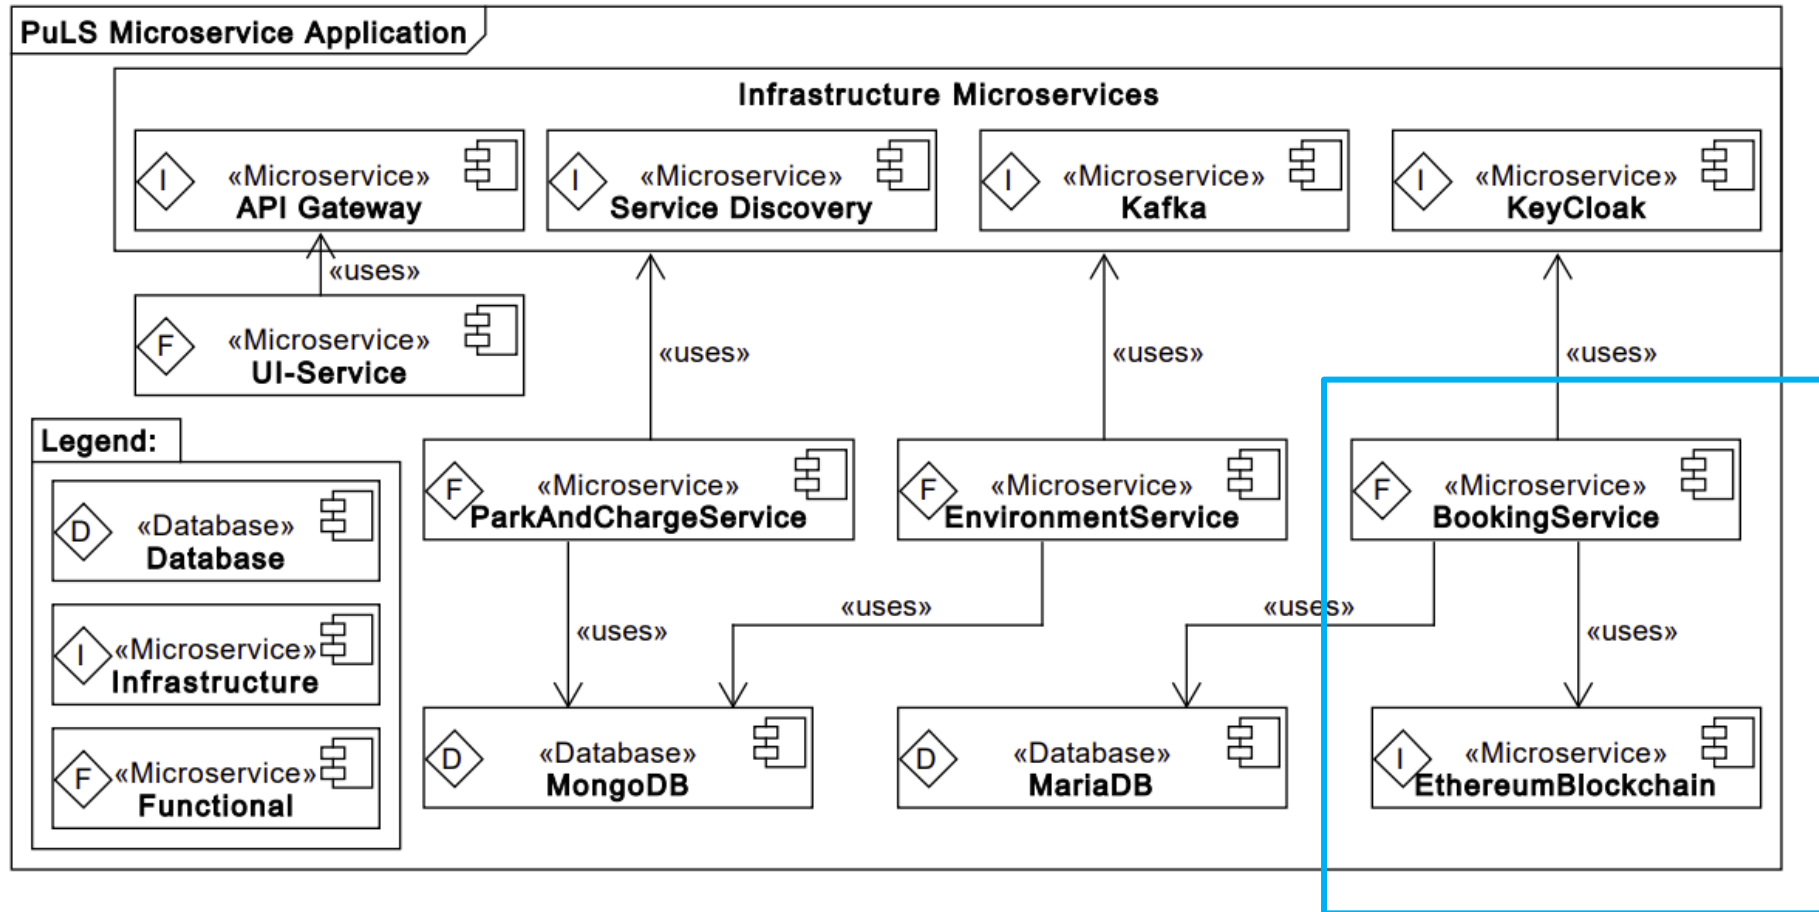 PuLS Microservice Application
Infrastructure Microservices
I
«Microservice»
API Gateway
I
«Microservice»
Service Discovery
I
«Microservice»
Kafka
I
«Microservice»
KeyCloak
«uses»
F
«Microservice»
UI-Service
«uses»
«uses»
«uses»
Legend:
D
«Database»
Database
I
«Microservice»
Infrastructure
F
«Microservice»
Functional
F
«Microservice»
ParkAndChargeService
F
«Microservice»
EnvironmentService
F
«Microservice»
BookingService
«uses»
«uses»
«uses»
«uses»
D
«Database»
MongoDB
D
«Database»
MariaDB
I
«Microservice»
EthereumBlockchain